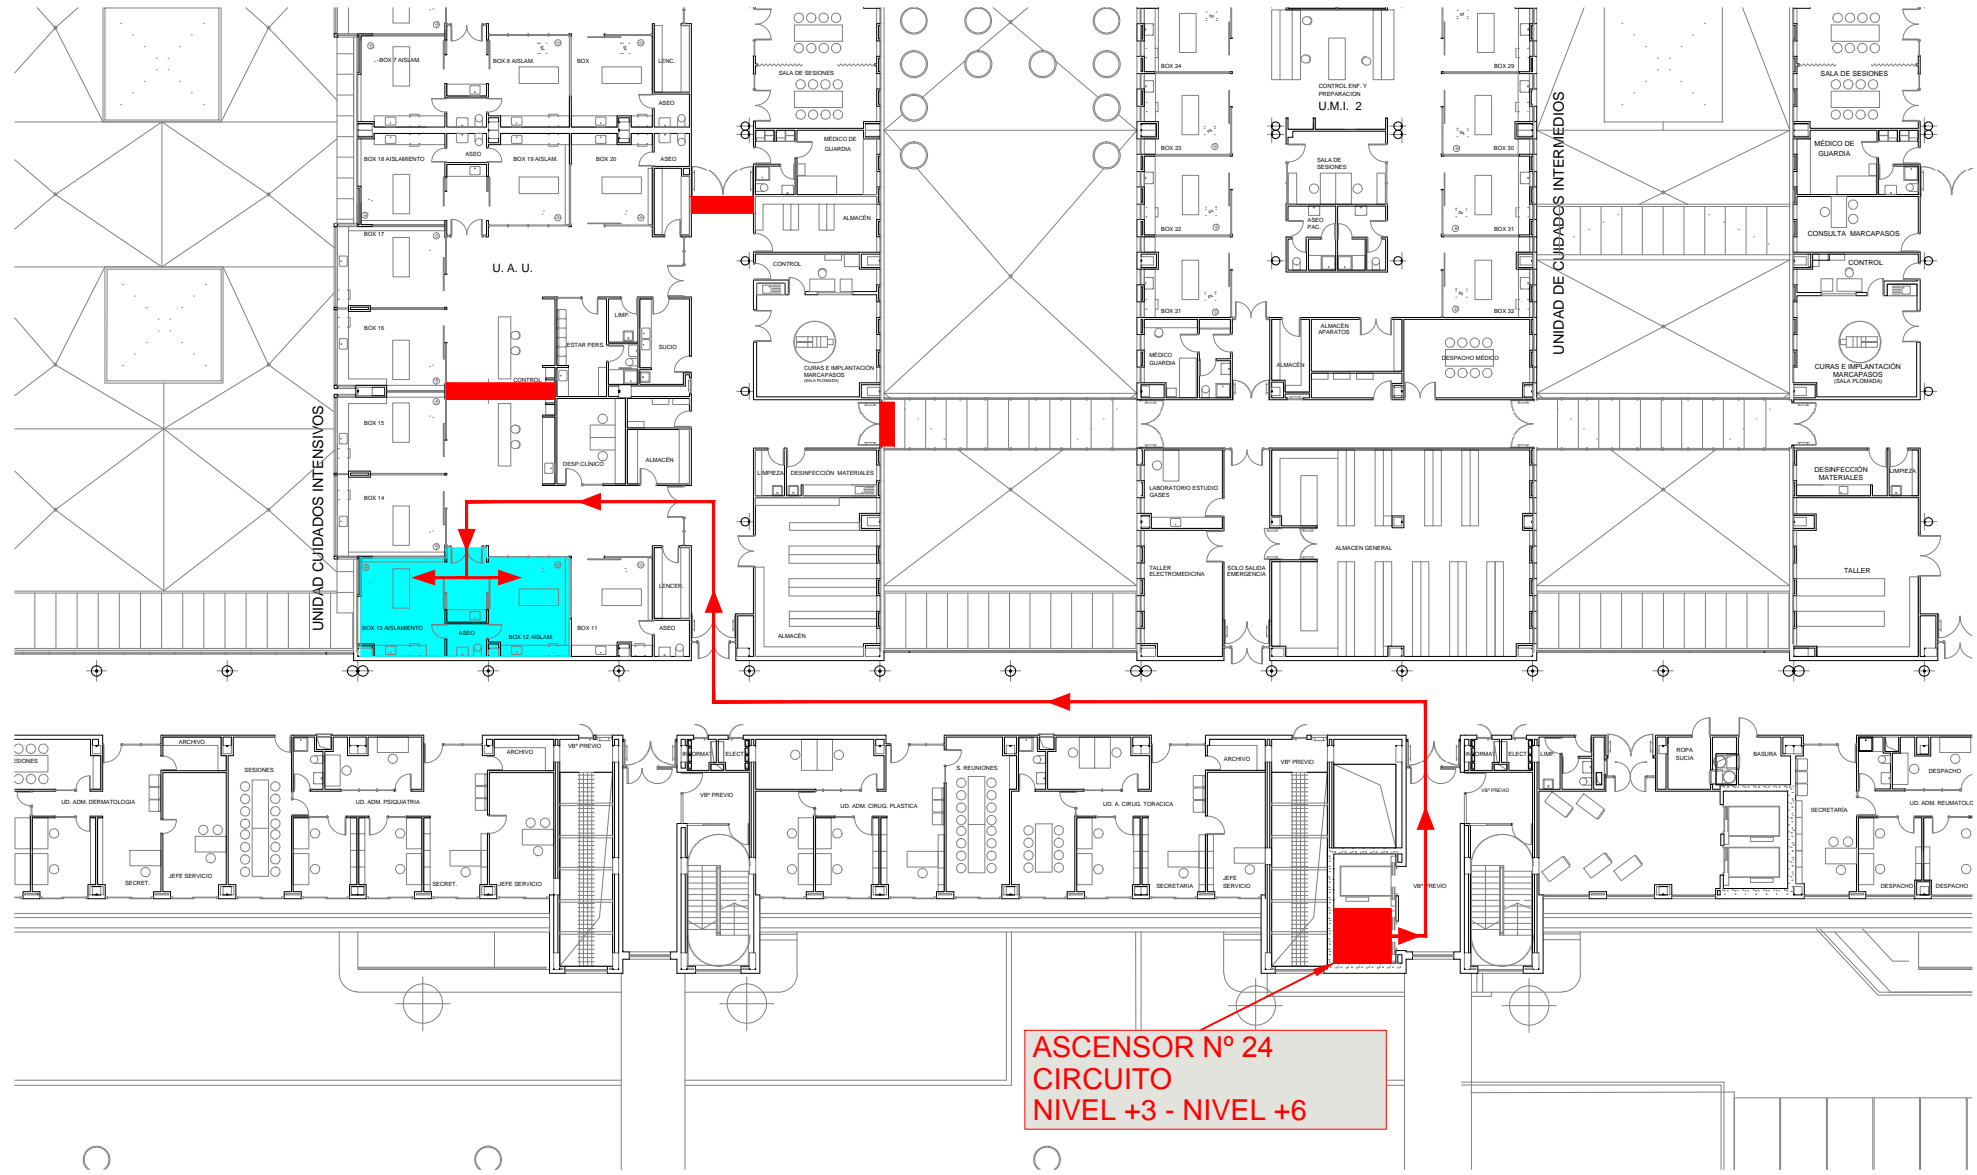 BOX 7 AISLAM.
BOX 8 AISLAM.
BOX
LENC.
ASEO
SALA DE SESIONES
MÉDICO DE
GUARDIA
BOX 18 AISLAMIENTO
ASEO
BOX 19 AISLAM.
BOX 20
ASEO
ALMACÉN
BOX 17
U. A. U.
CONTROL
BOX 16
ESTAR PERS.
LIMP.
SUCIO
CONTROL
CURAS E IMPLANTACIÓN
MARCAPASOS
(SALA PLOMADA)
UNIDAD CUIDADOS INTENSIVOS
BOX 15
DESP.CLÍNICO
ALMACÉN
LIMPIEZA
DESINFECCIÓN MATERIALES
BOX 14
BOX 13 AISLAMIENTO
ASEO
BOX 12 AISLAM.
BOX 11
LENCER.
ASEO
ALMACÉN
BOX 24
CONTROL ENF. Y
PREPARACION
U.M.I. 2
BOX 29
BOX 23
SALA DE
SESIONES
BOX 30
BOX 22
ASEO
PAC.
BOX 31
BOX 21
BOX 32
MÉDICO
GUARDIA
ALMACÉN
ALMACÉN
APARATOS
DESPACHO MÉDICO
UNIDAD DE CUIDADOS INTERMEDIOS
SALA DE SESIONES
MÉDICO DE
GUARDIA
CONSULTA MARCAPASOS
CONTROL
CURAS E IMPLANTACIÓN
MARCAPASOS
(SALA PLOMADA)
LABORATORIO ESTUDIO
GASES
TALLER
ELECTROMEDICINA
SOLO SALIDA
EMERGENCIA
ALMACEN GENERAL
DESINFECCIÓN
MATERIALES
LIMPIEZA
TALLER
SESIONES
ARCHIVO
UD. ADM. DERMATOLOGIA
SECRET.
JEFE SERVICIO
SESIONES
UD. ADM. PSIQUIATRIA
SECRET.
ARCHIVO
JEFE SERVICIO
VBº PREVIO
ELECT.
VBº PREVIO
UD. ADM. CIRUG. PLASTICA
S. REUNIONES
UD. A. CIRUG. TORACICA
SECRETARIA
ARCHIVO
JEFE
SERVICIO
VBº PREVIO
VBº PREVIO
ELECT.
VBº PREVIO
LIMP.
ROPA
SUCIA
BASURA
SECRETARÍA
DESPACHO
UD. ADM. REUMATOLO
DESPACHO
DESPACHO
ASCENSOR Nº 24
CIRCUITO
NIVEL +3 - NIVEL +6